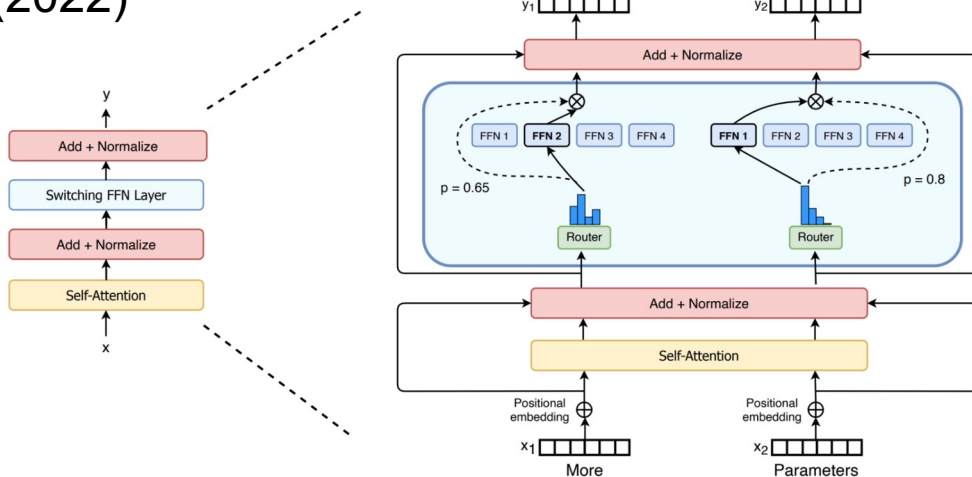 (2022)
y
Add + Normalize
Switching FFN Layer
Add + Normalize
Self-Attention
x
y1
y2
Add + Normalize
FFN 1 FFN 2 FFN 3 FFN 4
FFN 1 FFN 2 FFN 3 FFN 4
p = 0.65
p = 0.8
Router
Router
Add + Normalize
Self-Attention
Positional
embedding
Positional
embedding
x1
x2
More
Parameters